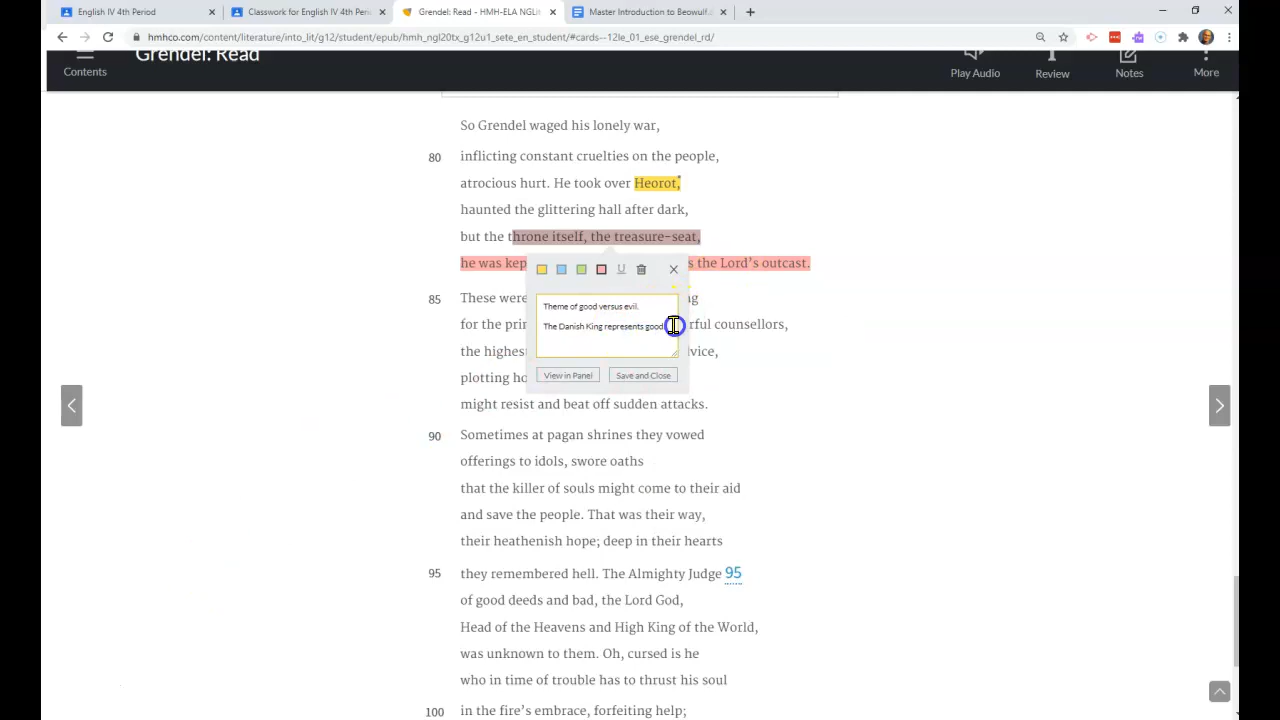 English IV 4th Period
Classwork for English IV 4th Peri
Grendel: Read - HMH-ELA NGLin
Master Introduction to Beowulf.
hmhco.com/content/literature/into_lit/g12/student/epub/hmh_ngl20tx_g12u1_sete_en_student/#cards--12le_01_ese_grendel_rd/
Contents
Grendel: Read
Play Audio
Review
Notes
More
So Grendel waged his lonely war,
80 inflicting constant cruelties on the people,
atrocious hurt. He took over Heorot,*
haunted the glittering hall after dark,
but the throne itself, the treasure-seat,
he was kep s the Lord's outcast.
Theme of good versus evil.
The Danish King represents good
View in Panel
Save and Close
85 These were ng
for the prin rful counsellors,
the highest vice,
plotting ho
might resist and beat off sudden attacks.
90 Sometimes at pagan shrines they vowed
offerings to idols, swore oaths
that the killer of souls might come to their aid
and save the people. That was their way,
their heathenish hope; deep in their hearts
95 they remembered hell. The Almighty Judge 95
of good deeds and bad, the Lord God,
Head of the Heavens and High King of the World,
was unknown to them. Oh, cursed is he
who in time of trouble has to thrust his soul
100 in the fire's embrace, forfeiting help;